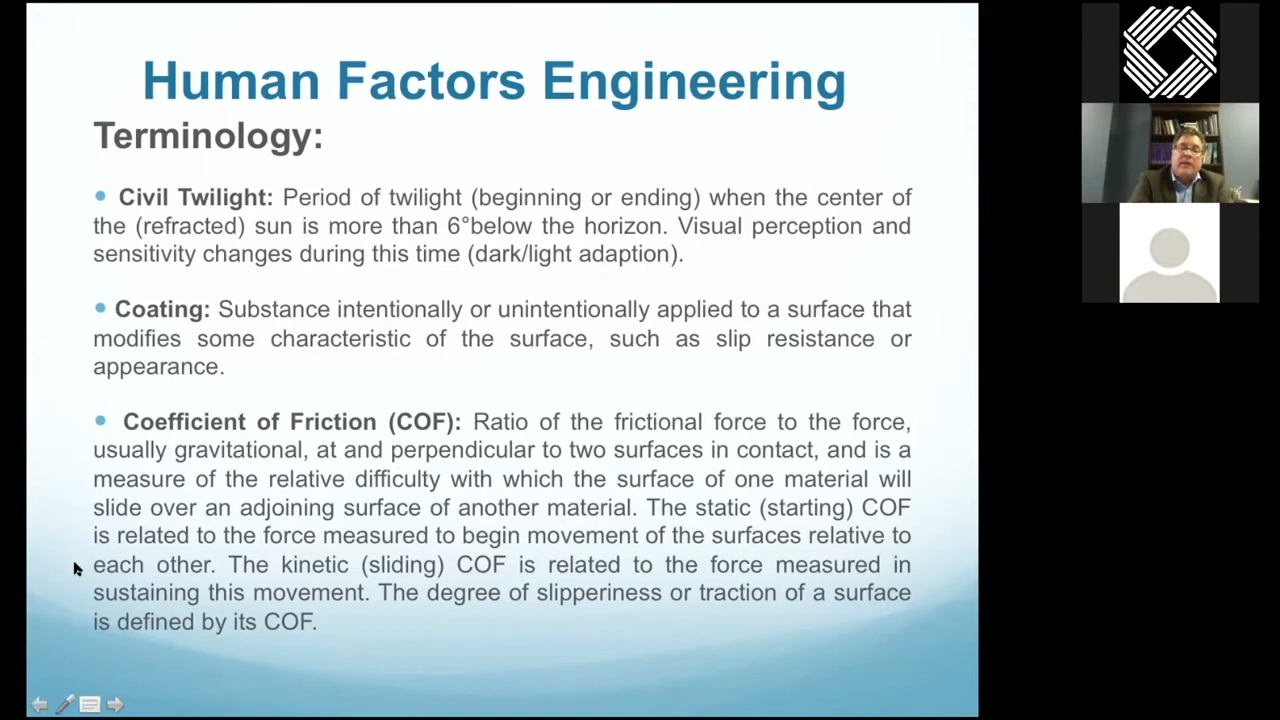 Human Factors Engineering
Terminology:
• Civil Twilight: Period of twilight (beginning or ending) when the center of
the (refracted) sun is more than 6°below the horizon. Visual perception and
sensitivity changes during this time (dark/light adaption).
• Coating: Substance intentionally or unintentionally applied to a surface that
modifies some characteristic of the surface, such as slip resistance or
appearance.
• Coefficient of Friction (COF): Ratio of the frictional force to the force,
usually gravitational, at and perpendicular to two surfaces in contact, and is a
measure of the relative difficulty with which the surface of one material will
slide over an adjoining surface of another material. The static (starting) COF
is related to the force measured to begin movement of the surfaces relative to
each other. The kinetic (sliding) COF is related to the force measured in
sustaining this movement. The degree of slipperiness or traction of a surface
is defined by its COF.